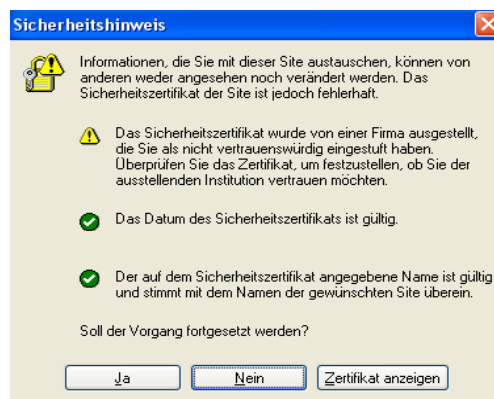 Sicherheitshinweis
Informationen, die Sie mit dieser Site austauschen, können von
anderen weder angesehen noch verändert werden. Das
Sicherheitszertifikat der Site ist jedoch fehlerhaft.
Das Sicherheitszertifikat wurde von einer Firma ausgestellt,
die Sie als nicht vertrauenswürdig eingestuft haben.
Überprüfen Sie das Zertifikat, um festzustellen, ob Sie der
ausstellenden Institution vertrauen möchten.
Das Datum des Sicherheitszertifikats ist gültig.
Der auf dem Sicherheitszertifikat angegebene Name ist gültig
und stimmt mit dem Namen der gewünschten Site überein.
Soll der Vorgang fortgesetzt werden?
Ja Nein Zertifikat anzeigen